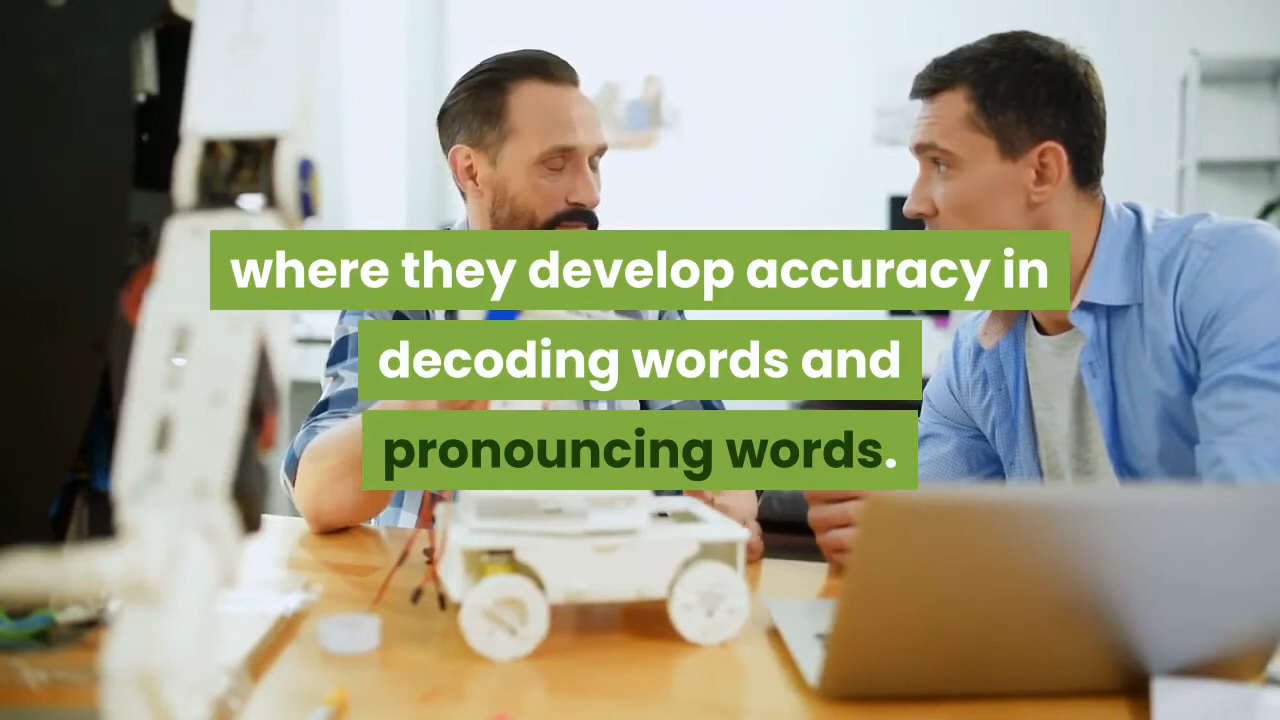 where they develop accuracy in
decoding words and
pronouncing words.